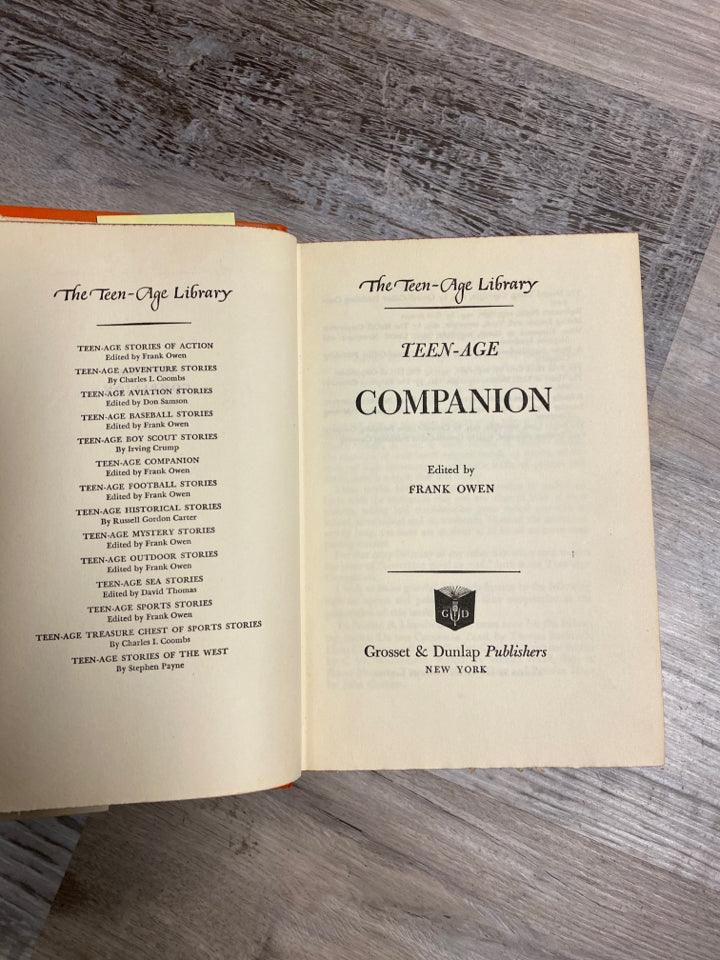 The Teen-Age Library
TEEN-AGE STORIES OF ACTION
Edited by Frank Owen
TEEN-AGE ADVENTURE STORIES
By Charles I. Coombs
TEEN-AGE AVIATION STORIES
Edited by Don Samson
TEEN-AGE BASEBALL STORIES
Edited by Frank Owen
TEEN-AGE BOY SCOUT STORIES
By Irving Crump
TEEN-AGE COMPANION
Edited by Frank Owen
TEEN-AGE FOOTBALL STORIES
Edited by Frank Owen
TEEN-AGE HISTORICAL STORIES
By Russell Gordon Carter
TEEN-AGE MYSTERY STORIES
Edited by Frank Owen
TEEN-AGE OUTDOOR STORIES
Edited by Frank Owen
TEEN-AGE SEA STORIES
Edited by David Thomas
TEEN-AGE SPORTS STORIES
Edited by Frank Owen
TEEN-AGE TREASURE CHEST OF SPORTS STORIES
By Charles I. Coombs
TEEN-AGE STORIES OF THE WEST
By Stephen Payne
The Teen-Age Library
TEEN-AGE
COMPANION
Edited by
FRANK OWEN
G D
Grosset & Dunlap Publishers
NEW YORK